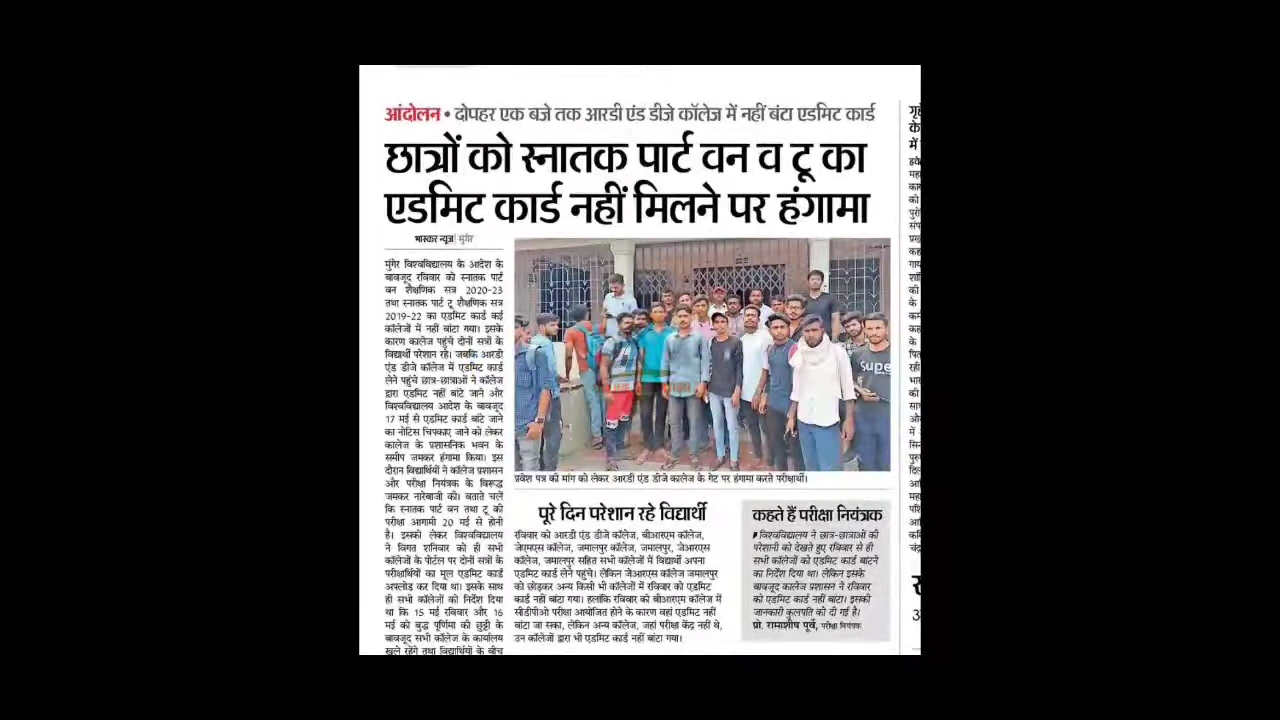 आंदोलन • दोपहर एक बजे तक आरडी एंड डीजे कॉलेज में नहीं बंटा एडमिट कार्ड
छात्रों को स्नातक पार्ट वन व टू का
एडमिट कार्ड नहीं मिलने पर हंगामा
भास्कर न्यूज | मुंगेर
मुंगेर विश्वविद्यालय के आदेश के
बावजूद रविवार को स्नातक पार्ट
वन शैक्षणिक सत्र 2020-23
तथा स्नातक पार्ट टू शैक्षणिक सत्र
2019-22 का एडमिट कार्ड कई
कॉलेजों में नहीं बांटा गया। इसके
कारण कालेज पहुंचे दोनों सत्रों के
विद्यार्थी परेशान रहे। जबकि आरडी
एंड डीजे कॉलेज में एडमिट कार्ड
लेने पहुंचे छात्र-छात्राओं ने कॉलेज
द्वारा एडमिट नहीं बांटे जाने और
विश्वविद्यालय आदेश के बावजूद
17 मई से एडमिट कार्ड बांटे जाने
का नोटिस चिपकाए जाने को लेकर
कालेज के प्रशासनिक भवन के
समीप जमकर हंगामा किया। इस
दौरान विद्यार्थियों ने कॉलेज प्रशासन
और परीक्षा नियंत्रक के विरूद्ध
जमकर नारेबाजी की। बताते चलें
कि स्नातक पार्ट वन तथा टू की
परीक्षा आगामी 20 मई से होनी
है। इसको लेकर विश्वविद्यालय
ने विगत शनिवार को ही सभी
कॉलेजों के पोर्टल पर दोनों सत्रों के
परीक्षार्थियों का मूल एडमिट कार्ड
अपलोड कर दिया था। इसके साथ
ही सभी कॉलेजों को निर्देश दिया
था कि 15 मई रविवार और 16
मई को बुद्ध पूर्णिमा की छुट्टी के
बावजूद सभी कॉलेज के कार्यालय
खुले रहेंगे तथा विद्यार्थियों के बीच
Supe
प्रवेश पत्र की मांग को लेकर आरडी एंड डीजे कालेज के गेट पर हंगामा करते परीक्षार्थी।
पूरे दिन परेशान रहे विद्यार्थी
रविवार को आरडी एंड डीजे कॉलेज, बीआरएम कॉलेज,
जेएमएस कॉलेज, जमालपुर कॉलेज, जमालपुर, जेआरएस
कॉलेज, जमालपुर सहित सभी कॉलेजों में विद्यार्थी अपना
एडमिट कार्ड लेने पहुंचे। लेकिन जेआरएस कॉलेज जमालपुर
को छोड़कर अन्य किसी भी कॉलेजों में रविवार को एडमिट
कार्ड नहीं बांटा गया। हलांकि रविवार को बीआरएम कॉलेज में
सीडीपीओ परीक्षा आयोजित होने के कारण वहां एडमिट नहीं
बांटा जा सका, लेकिन अन्य कॉलेज, जहां परीक्षा केंद्र नहीं थे,
उन कॉलेजों द्वारा भी एडमिट कार्ड नहीं बांटा गया।
कहते हैं परीक्षा नियंत्रक
विश्वविद्यालय ने छात्र-छात्राओं की
परेशानी को देखते हुए रविवार से ही
सभी कॉलेजों को एडमिट कार्ड बांटने
का निर्देश दिया था। लेकिन इसके
बावजूद कालेज प्रशासन ने रविवार
को एडमिट कार्ड नहीं बांटा। इसकी
जानकारी कुलपति को दी गई है।
प्रो. रामाशीष पूर्वे, परीक्षा नियंत्रक